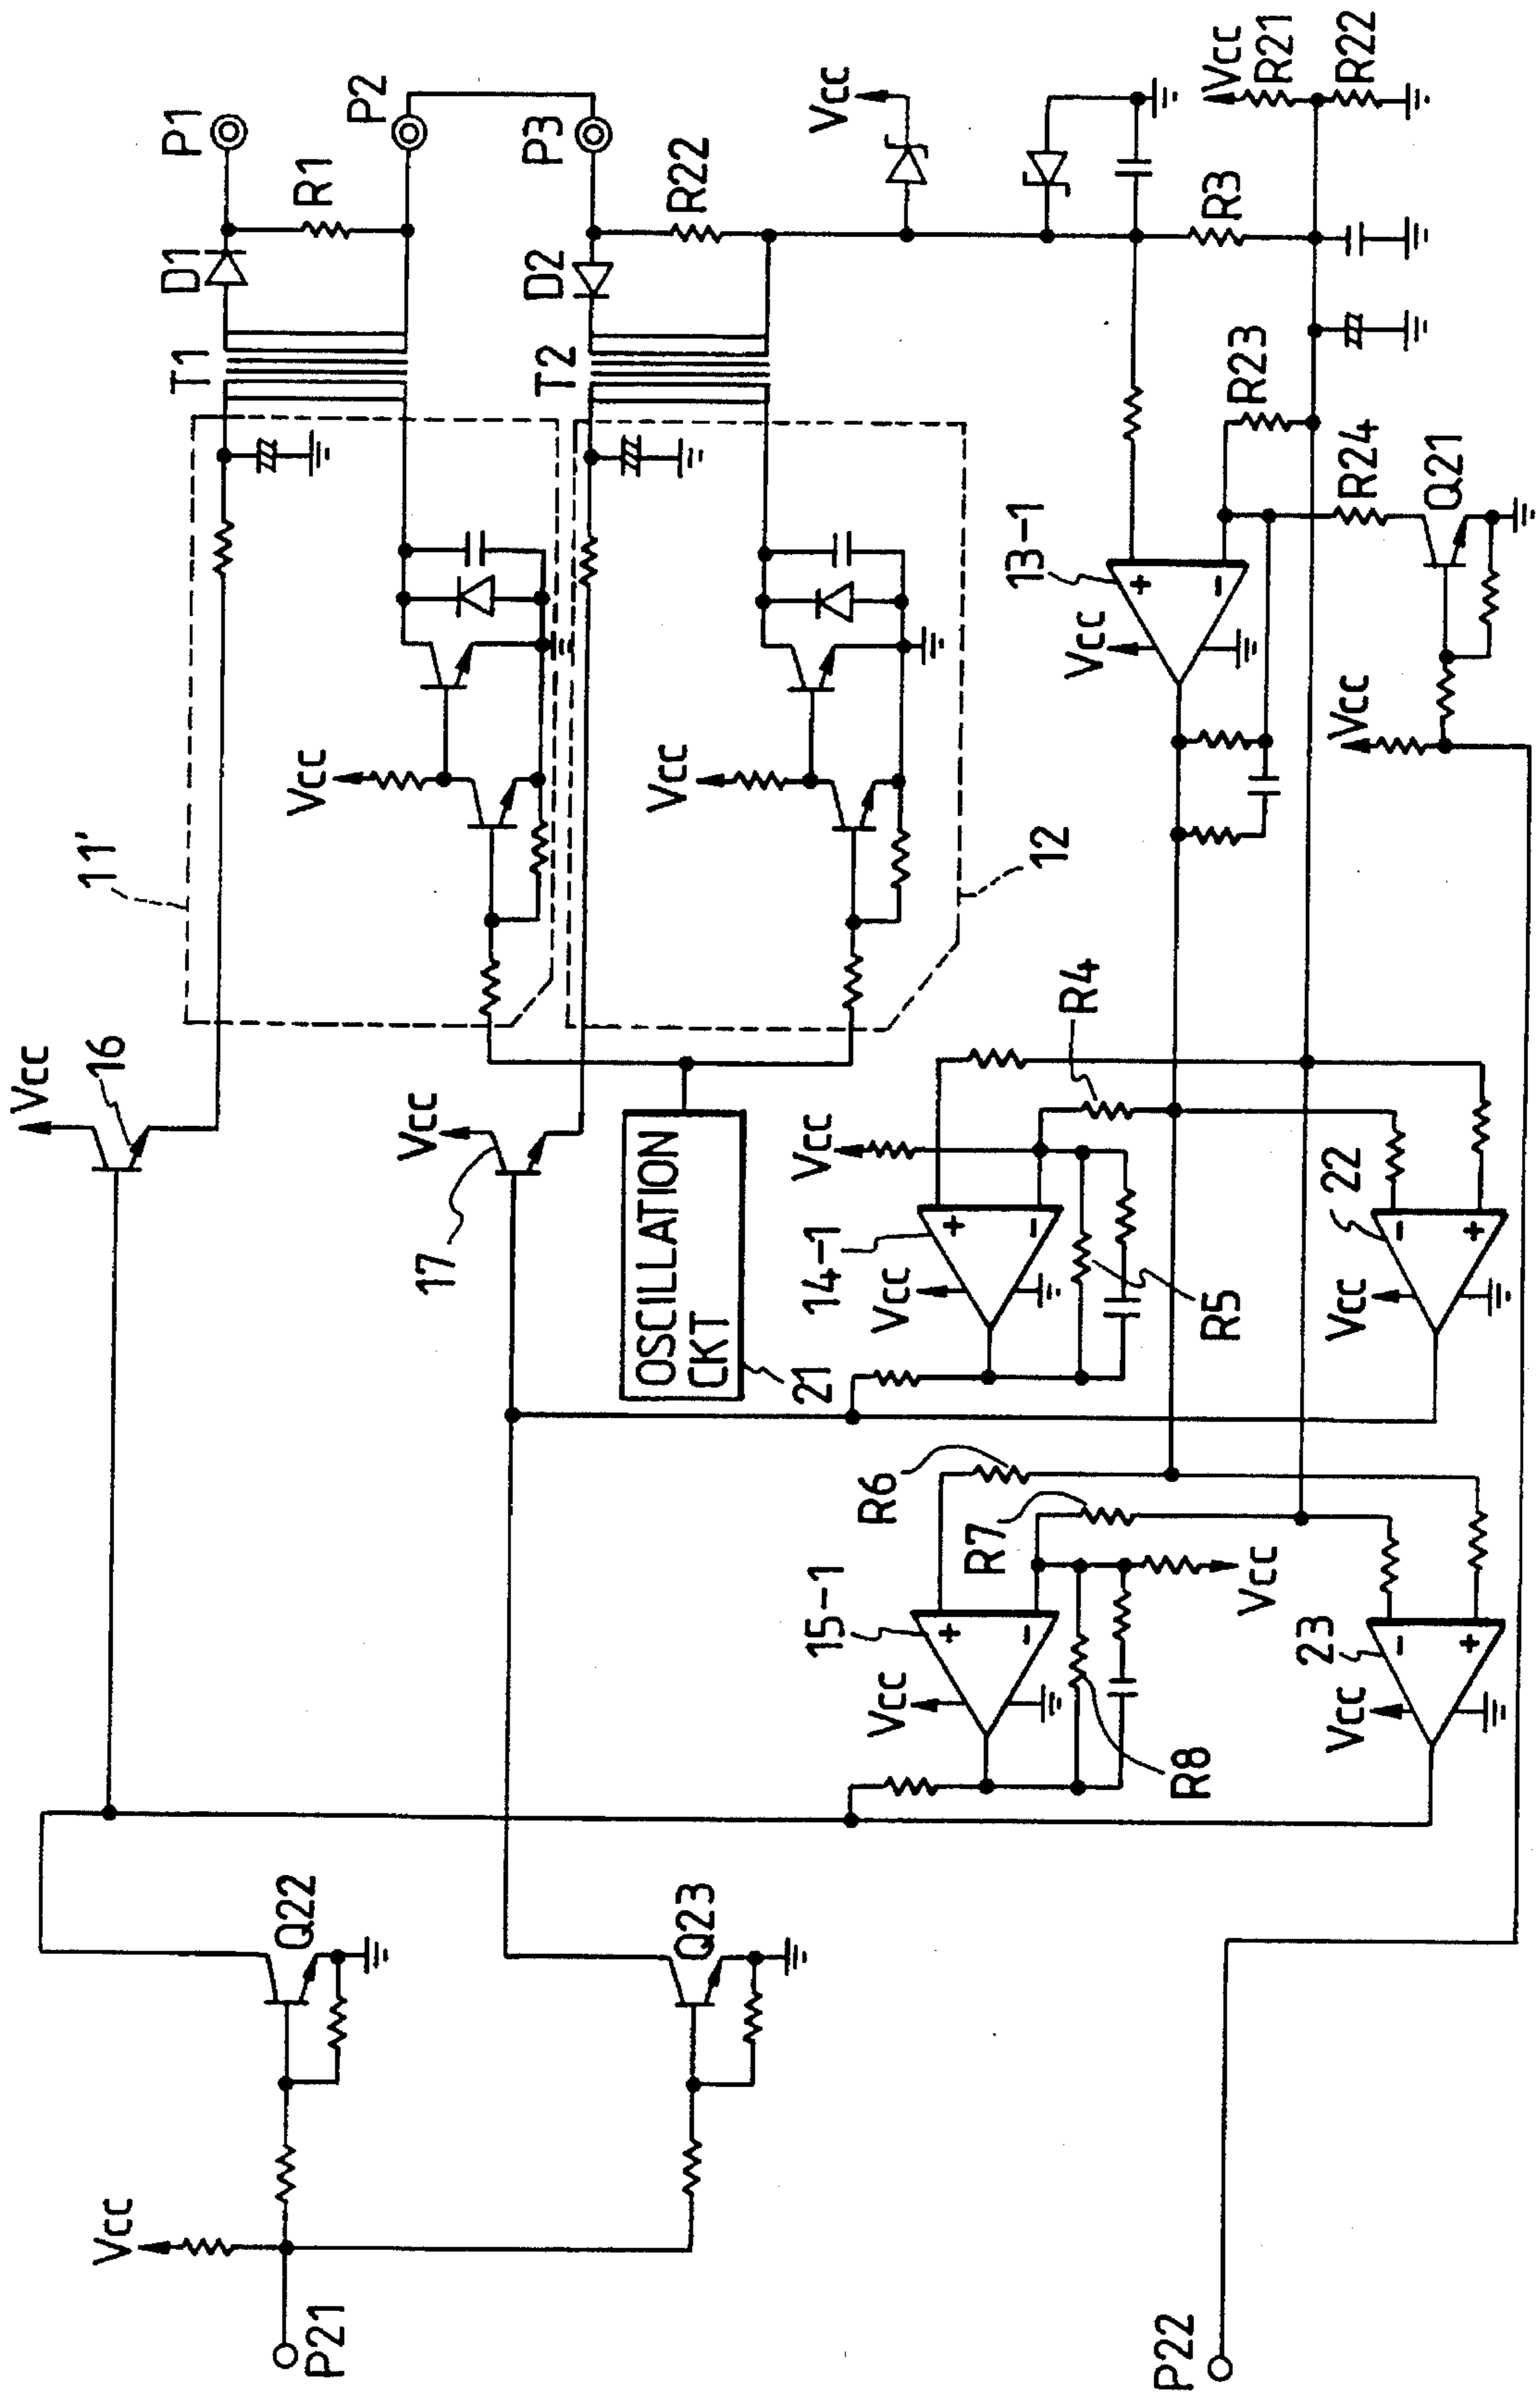 P1
D1
R1
P2
T1
P3
D2
R22
T2
Vcc
Vcc
R21
R22
R3
R23
R24
Q21
13-1
+
-
Vcc
Vcc
11'
Vcc
Vcc
12
Vcc
16
Vcc
17
OSCILLATION
CKT
21
R4
Vcc
14-1
+
-
Vcc
R5
22
-
+
Vcc
R6
R7
15-1
+
-
Vcc
Vcc
R8
23
-
+
Vcc
Q22
Q23
Vcc
P21
P22